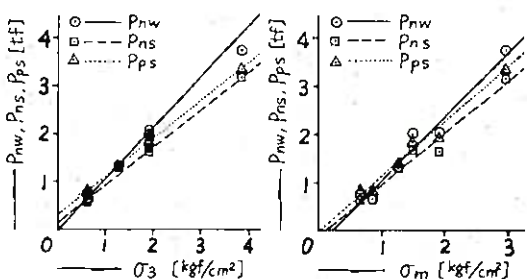 Pnw, Pns, Pps [tf]
4
3
2
1
Pnw
Pns
Pps
0 1 2 3 4
σ3 [kgf/cm²]
Pnw, Pns, Pps [tf]
4
3
2
1
Pnw
Pns
Pps
0 1 2 3
σm [kgf/cm²]